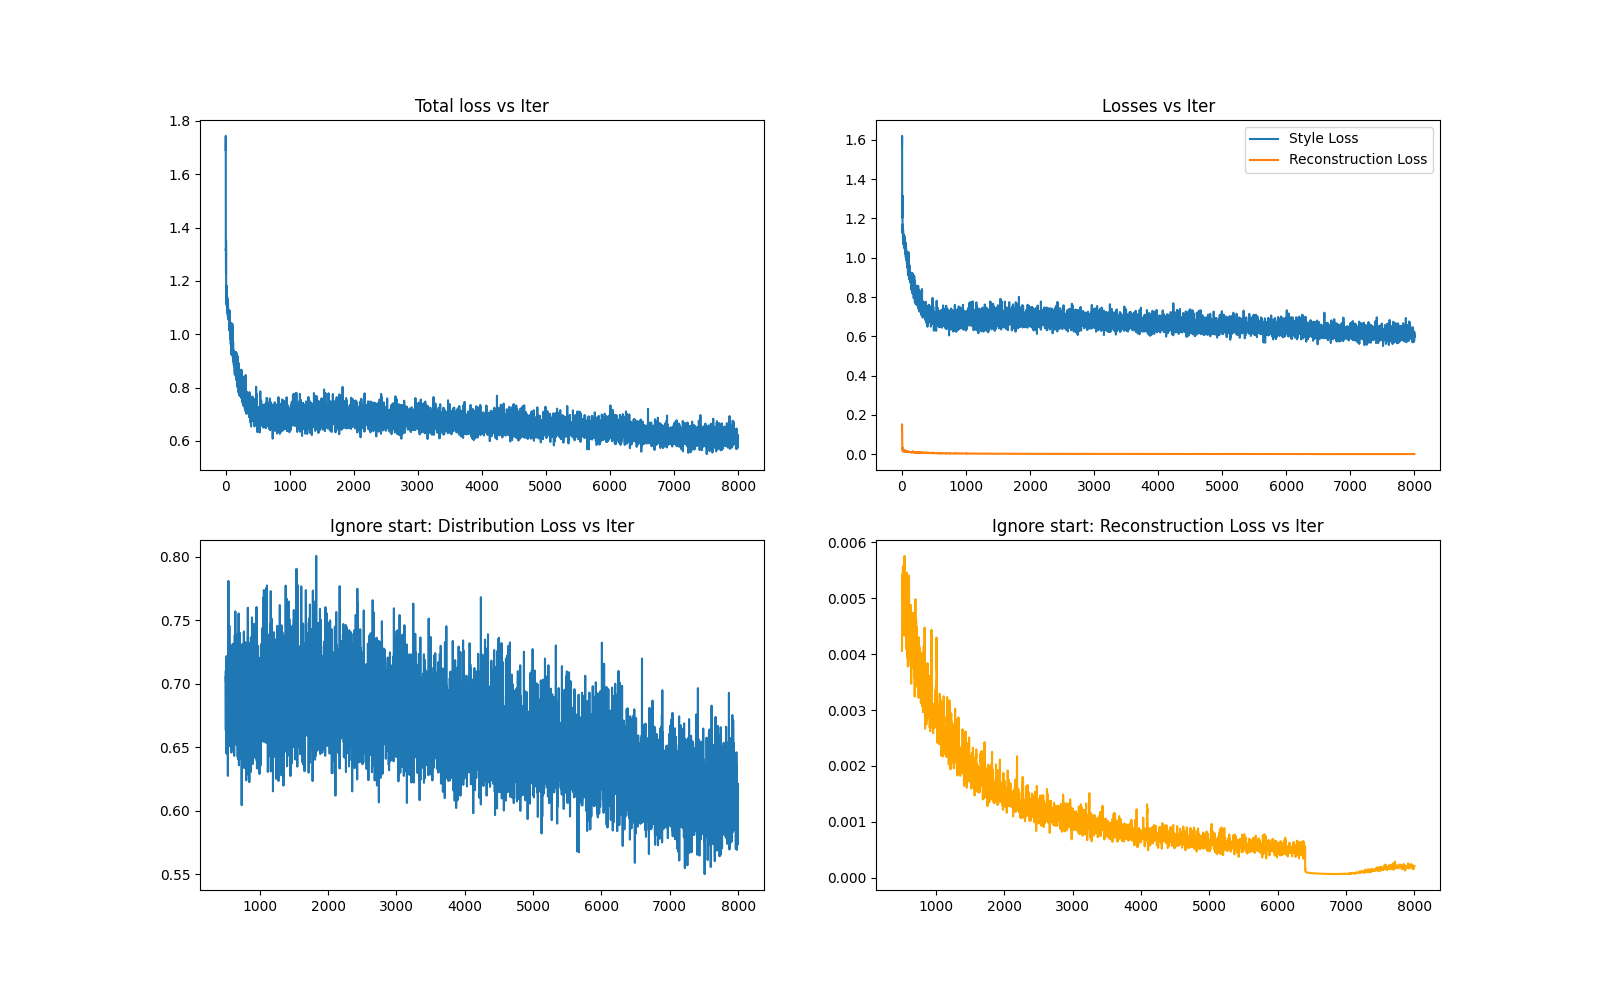 Total loss vs Iter
1.8
1.6
1.4
1.2
1.0
0.8
0.6
0 1000 2000 3000 4000 5000 6000 7000 8000
Losses vs Iter
Style Loss
Reconstruction Loss
1.6
1.4
1.2
1.0
0.8
0.6
0.4
0.2
0.0
0 1000 2000 3000 4000 5000 6000 7000 8000
Ignore start: Distribution Loss vs Iter
0.80
0.75
0.70
0.65
0.60
0.55
1000 2000 3000 4000 5000 6000 7000 8000
Ignore start: Reconstruction Loss vs Iter
0.006
0.005
0.004
0.003
0.002
0.001
0.000
1000 2000 3000 4000 5000 6000 7000 8000